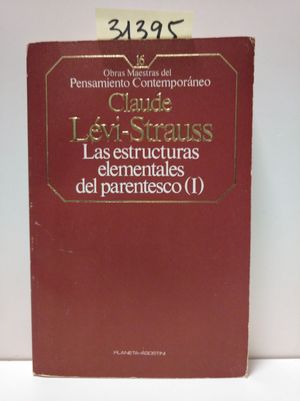 31395
16
Obras Maestras del
Pensamiento Contemporáneo
Claude
Lévi-Strauss
Las estructuras
elementales
del parentesco (I)
PLANETA-AGOSTINI